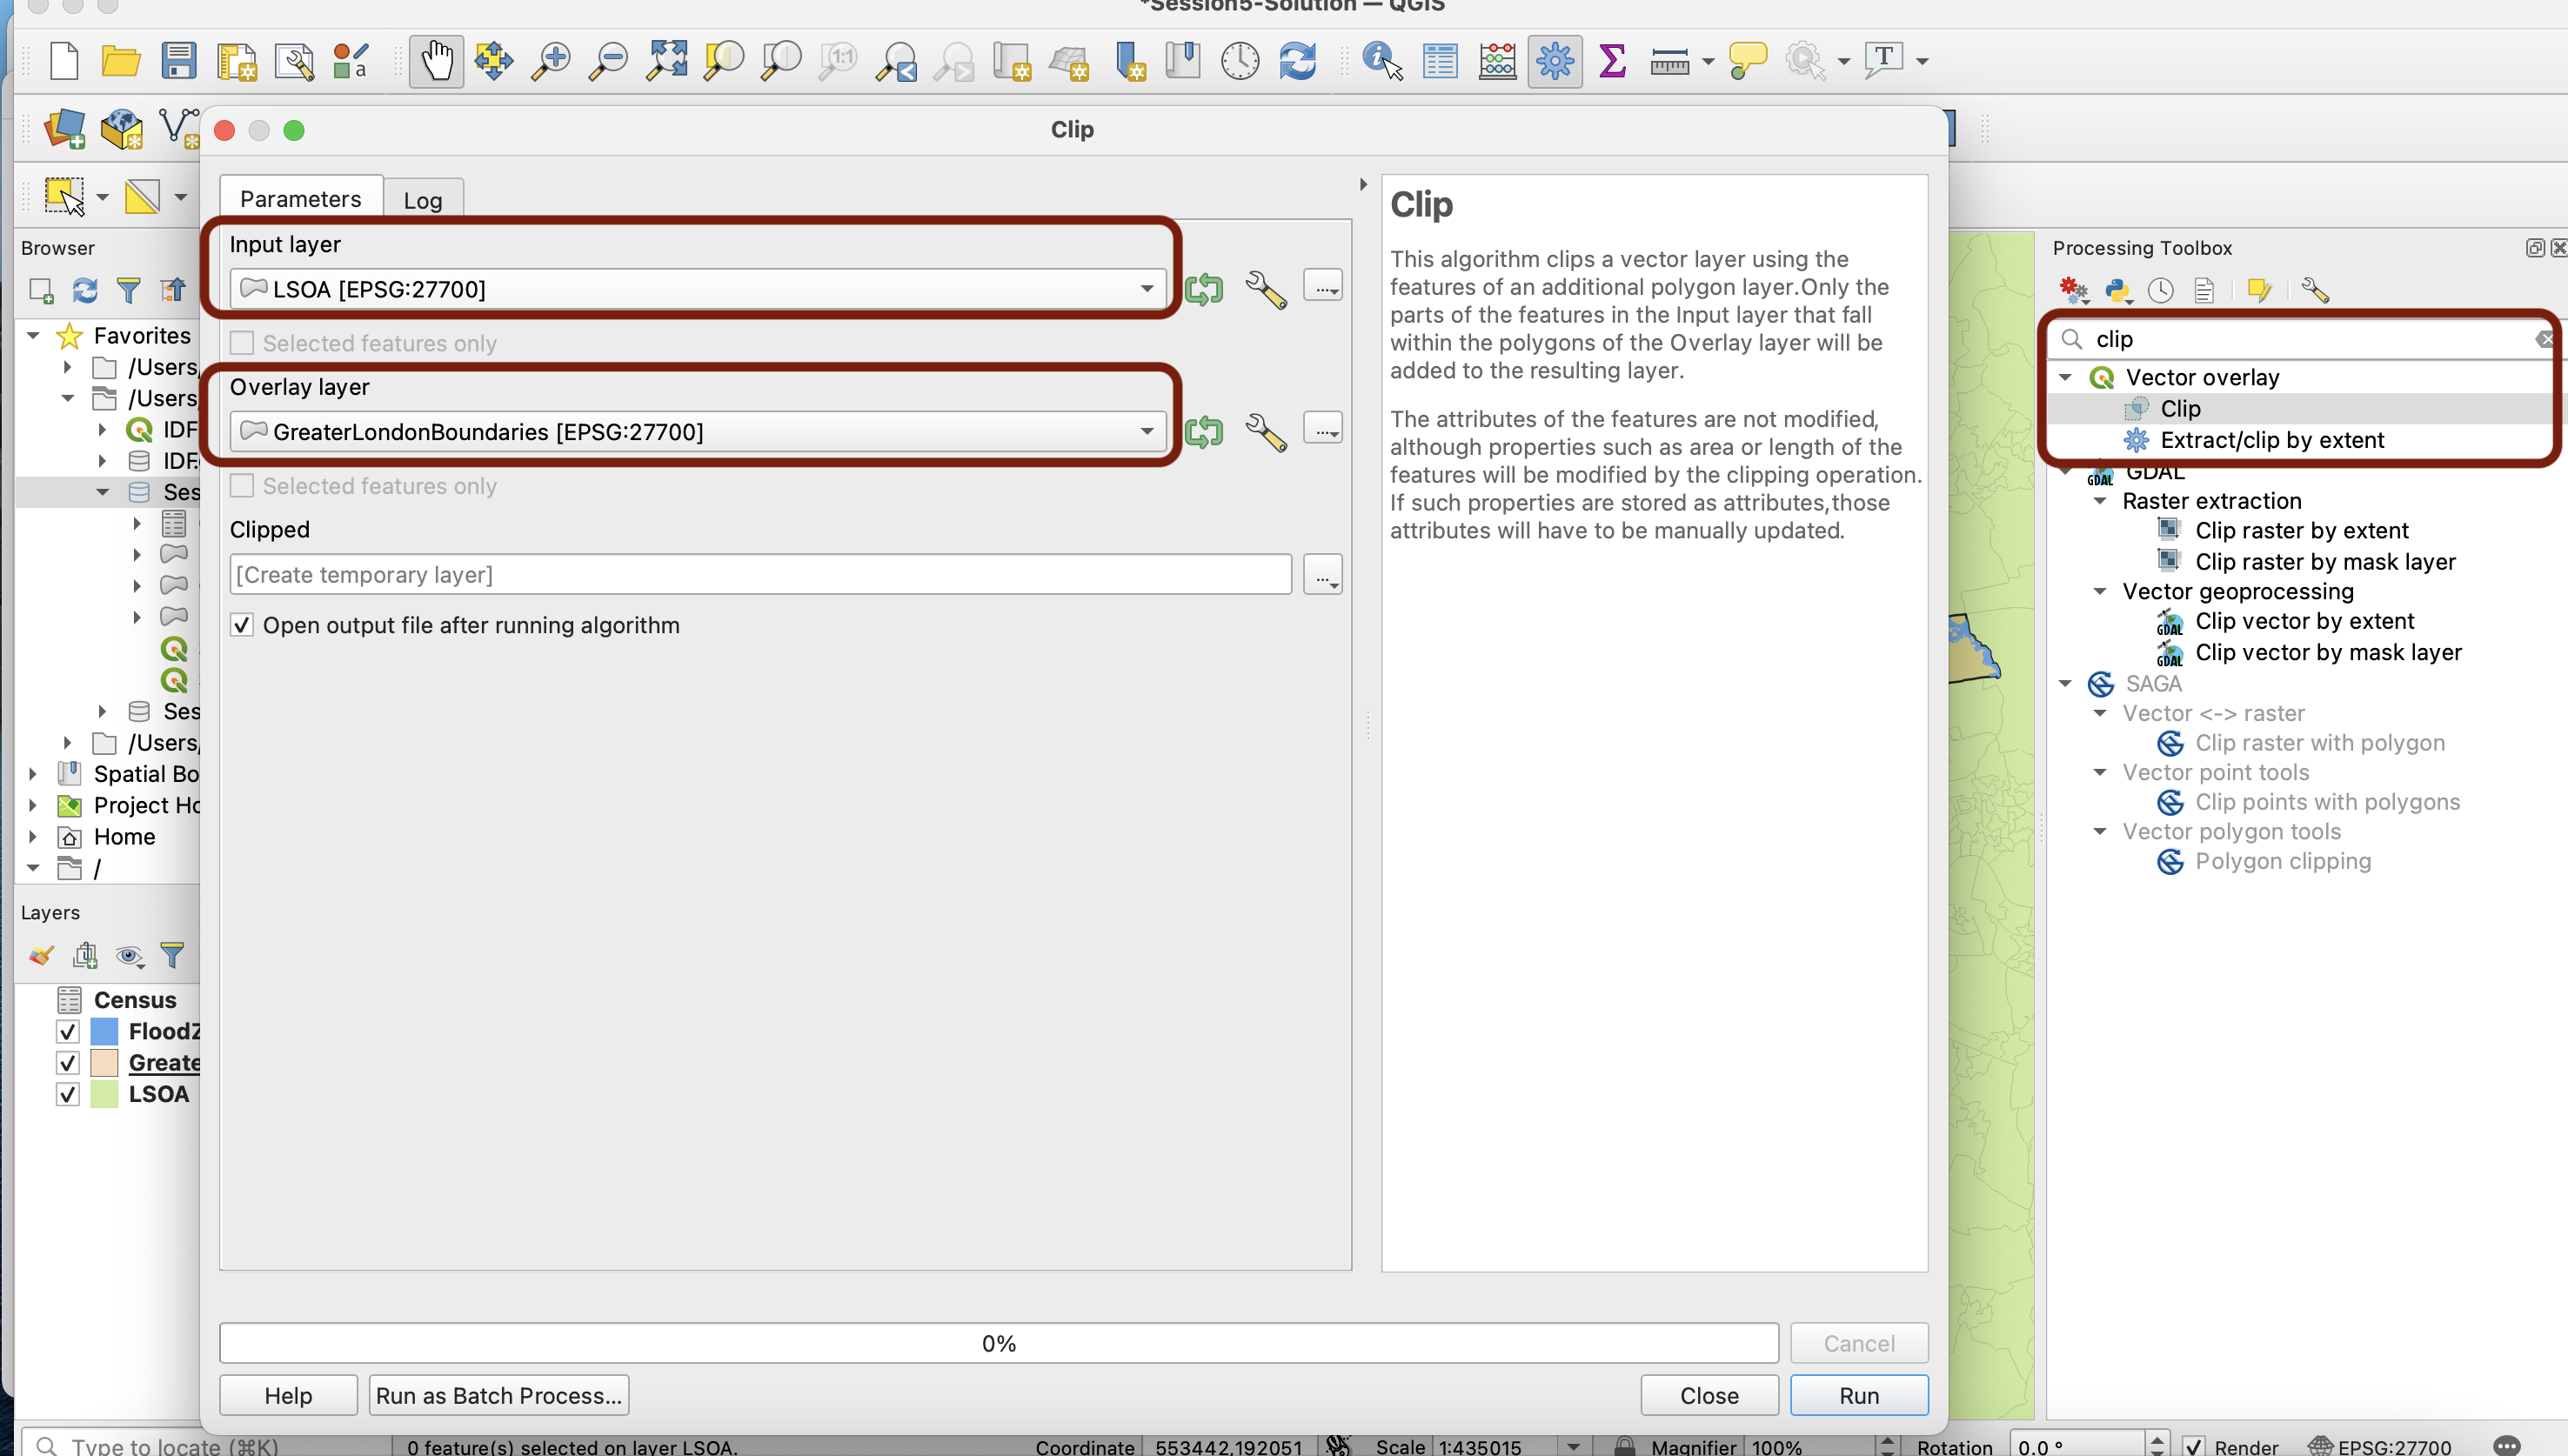 *Session5-Solution — QGIS
1:1
a
T
Clip
Parameters
Log
Input layer
LSOA [EPSG:27700]
...
Selected features only
Overlay layer
GreaterLondonBoundaries [EPSG:27700]
...
Selected features only
Clipped
[Create temporary layer]
...
Open output file after running algorithm
0%
Cancel
Help
Run as Batch Process...
Close
Run
Clip
This algorithm clips a vector layer using the
features of an additional polygon layer.Only the
parts of the features in the Input layer that fall
within the polygons of the Overlay layer will be
added to the resulting layer.
The attributes of the features are not modified,
although properties such as area or length of the
features will be modified by the clipping operation.
If such properties are stored as attributes,those
attributes will have to be manually updated.
Browser
Favorites
/Users,
/Users,
IDF
IDF.
Ses
Ses
/Users,
Spatial Bo
Project Ho
Home
/
Layers
Census
FloodZ
Greate
LSOA
Processing Toolbox
clip
Vector overlay
Clip
Extract/clip by extent
GDAL
Raster extraction
Clip raster by extent
Clip raster by mask layer
Vector geoprocessing
GDAL Clip vector by extent
GDAL Clip vector by mask layer
SAGA
Vector <-> raster
Clip raster with polygon
Vector point tools
Clip points with polygons
Vector polygon tools
Polygon clipping
Type to locate (⌘K)
0 feature(s) selected on layer LSOA.
Coordinate 553442,192051
Scale 1:435015
Magnifier 100%
Rotation 0.0 °
Render
EPSG:27700